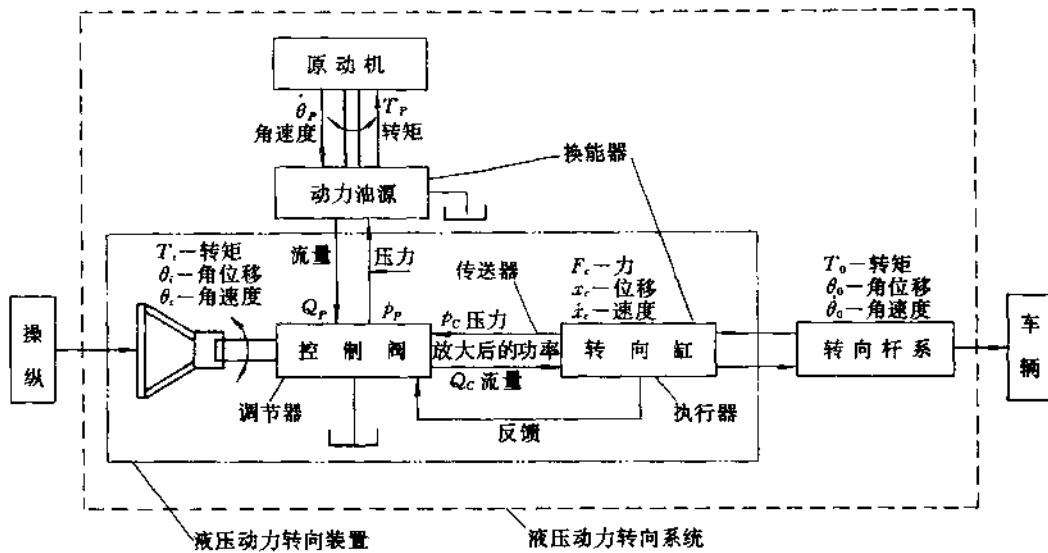 原动机
θ̇P
角速度
TP
转矩
换能器
动力油源
流量
压力
QP
pP
Ti—转矩
θi—角位移
θ̇i—角速度
传送器
Fc—力
xc—位移
ẋc—速度
T0—转矩
θ0—角位移
θ̇0—角速度
操纵
控制阀
pC 压力
放大后的功率
QC 流量
转向缸
转向杆系
车辆
调节器
反馈
执行器
液压动力转向装置
液压动力转向系统